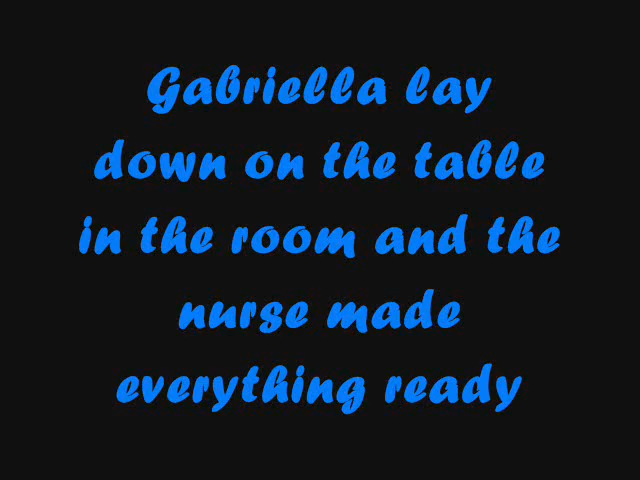 Gabriella lay
down on the table
in the room and the
nurse made
everything ready